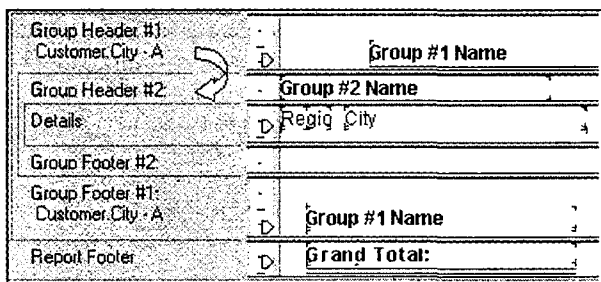 Group Header #1:
Customer.City - A
Group #1 Name
Group Header #2:
Group #2 Name
Details
Regio City
Group Footer #2:
Group Footer #1:
Customer.City - A
Group #1 Name
Report Footer
Grand Total: